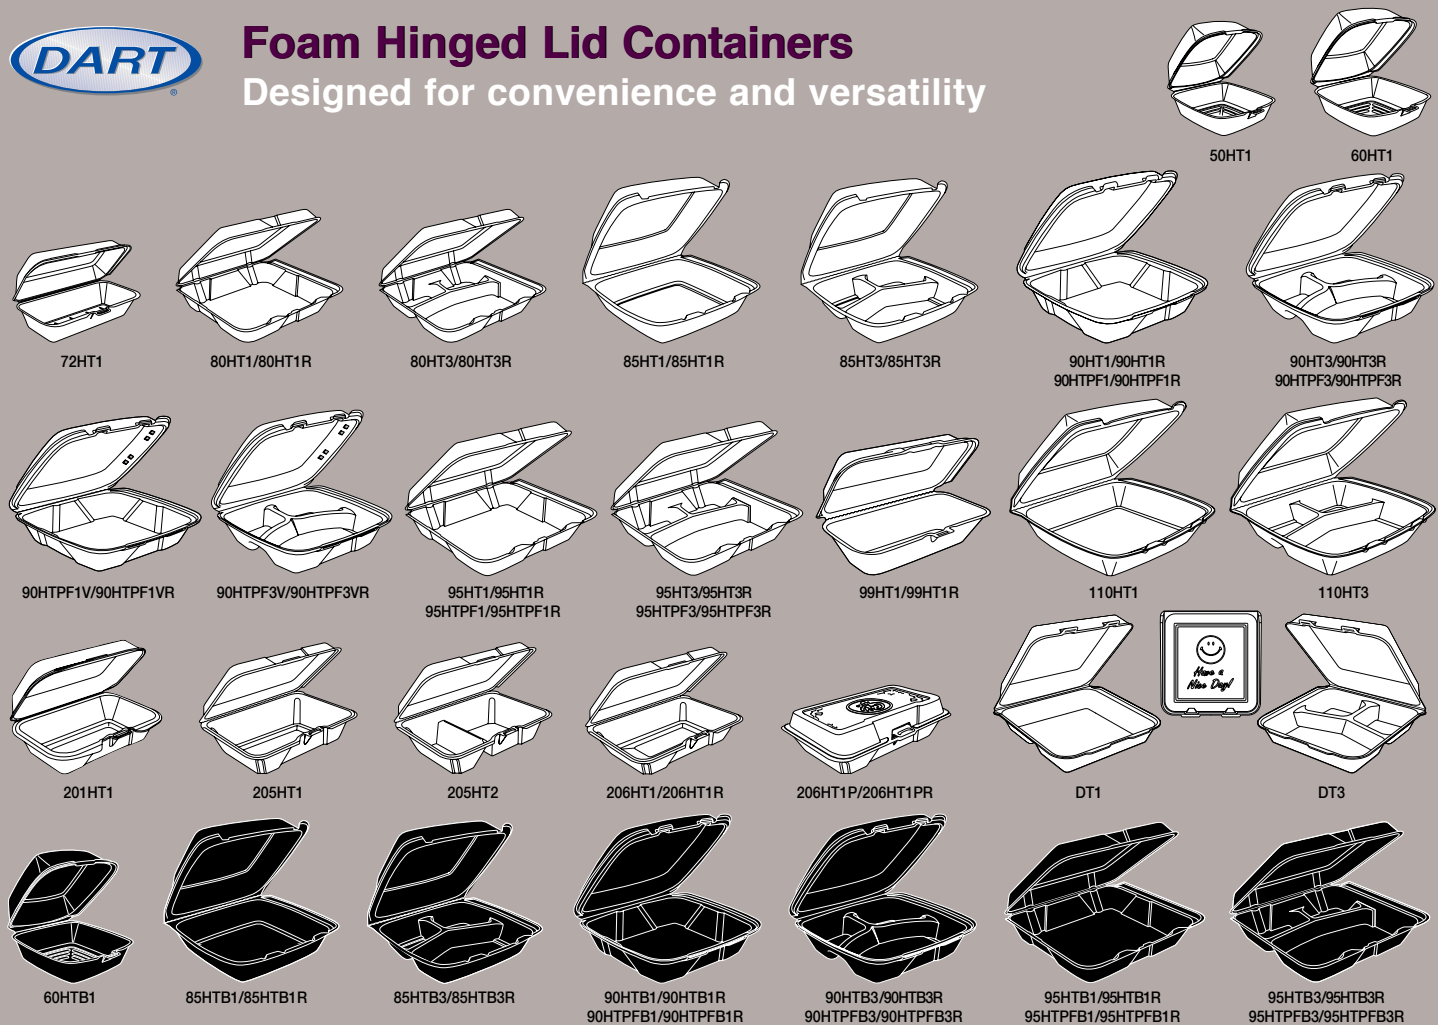 DART
®
Foam Hinged Lid Containers
Designed for convenience and versatility
50HT1
60HT1
72HT1
80HT1/80HT1R
80HT3/80HT3R
85HT1/85HT1R
85HT3/85HT3R
90HT1/90HT1R
90HTPF1/90HTPF1R
90HT3/90HT3R
90HTPF3/90HTPF3R
90HTPF1V/90HTPF1VR
90HTPF3V/90HTPF3VR
95HT1/95HT1R
95HTPF1/95HTPF1R
95HT3/95HT3R
95HTPF3/95HTPF3R
99HT1/99HT1R
110HT1
110HT3
201HT1
205HT1
205HT2
206HT1/206HT1R
206HT1P/206HT1PR
DT1
Have a
Nice Day!
DT3
60HTB1
85HTB1/85HTB1R
85HTB3/85HTB3R
90HTB1/90HTB1R
90HTPFB1/90HTPFB1R
90HTB3/90HTB3R
90HTPFB3/90HTPFB3R
95HTB1/95HTB1R
95HTPFB1/95HTPFB1R
95HTB3/95HTB3R
95HTPFB3/95HTPFB3R